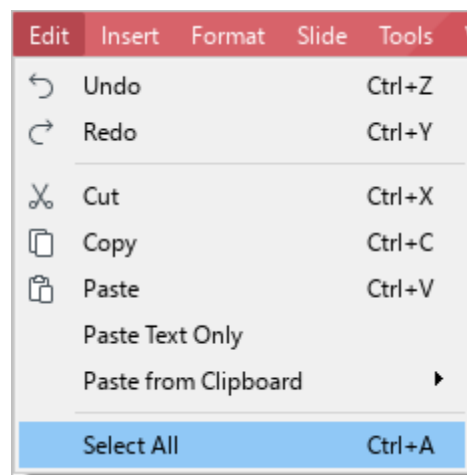 Edit Insert Format Slide Tools
Undo Ctrl+Z
Redo Ctrl+Y
Cut Ctrl+X
Copy Ctrl+C
Paste Ctrl+V
Paste Text Only
Paste from Clipboard
Select All Ctrl+A